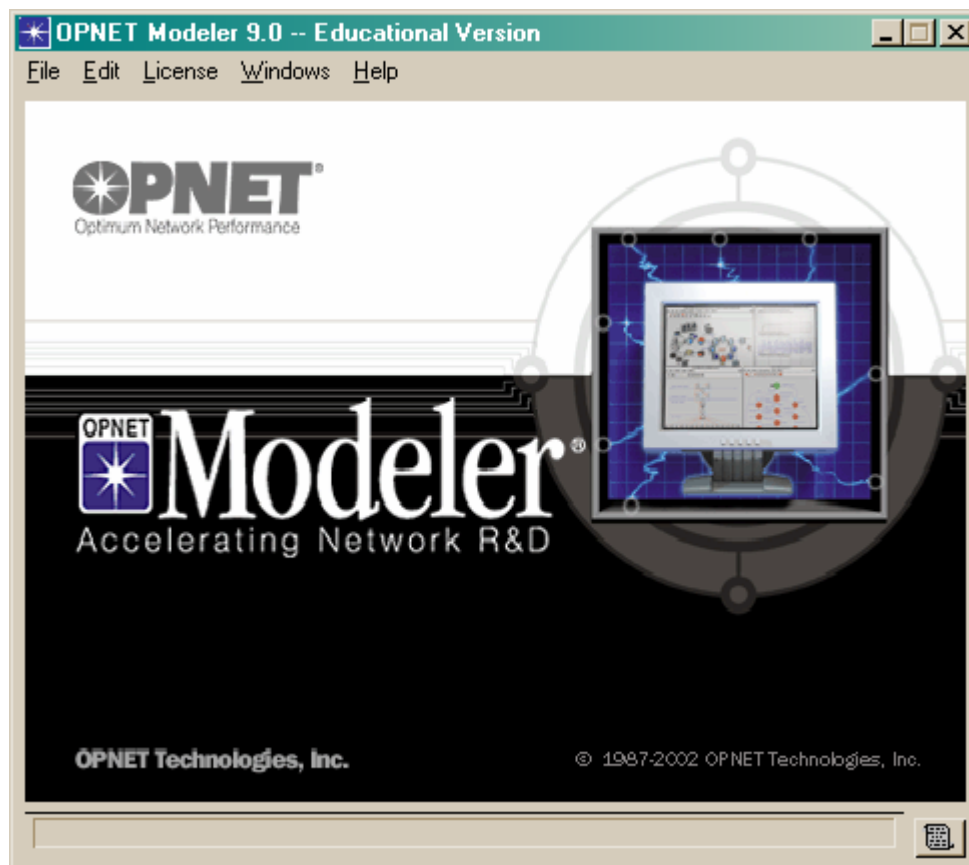 OPNET Modeler 9.0 -- Educational Version
File Edit License Windows Help
OPNET®
Optimum Network Performance
OPNET
Modeler®
Accelerating Network R&D
OPNET Technologies, Inc.
© 1987-2002 OPNET Technologies, Inc.